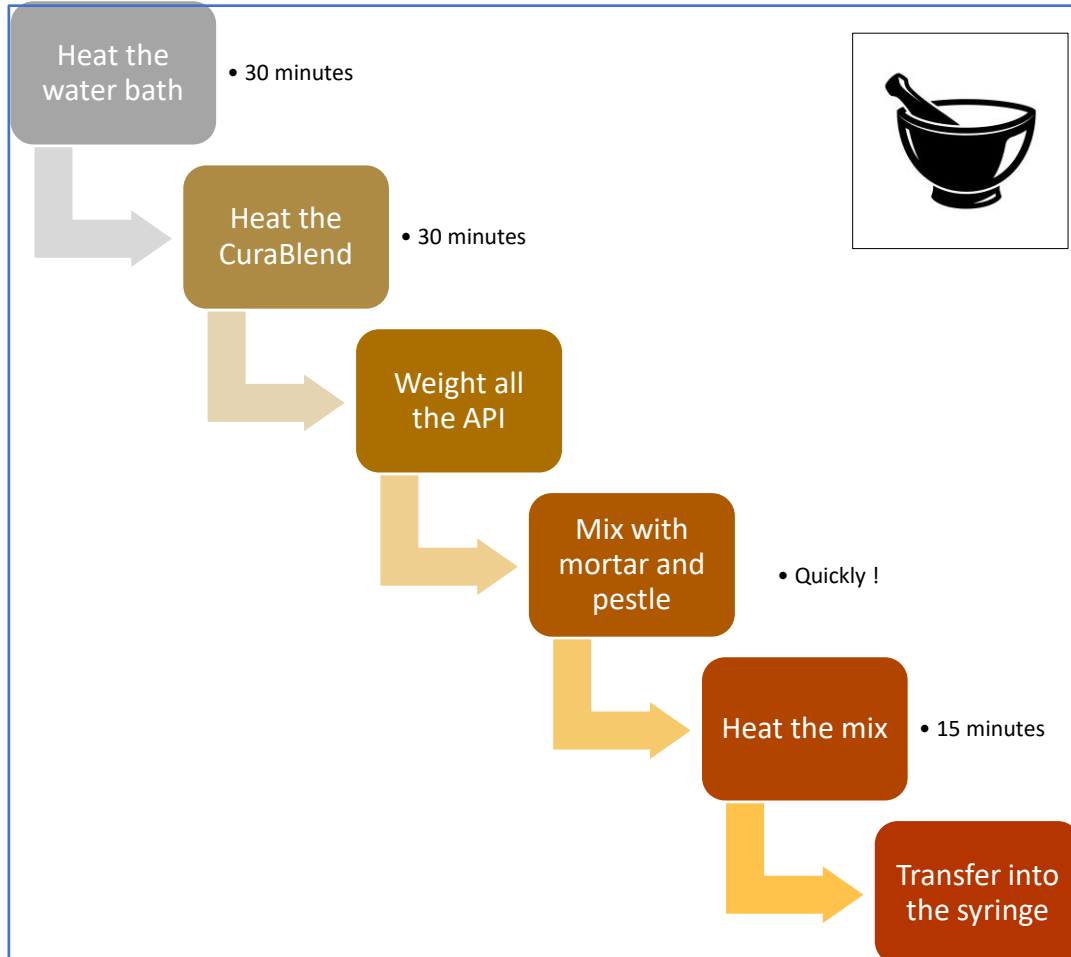 Heat the
water bath
• 30 minutes
Heat the
CuraBlend
• 30 minutes
Weight all
the API
Mix with
mortar and
pestle
• Quickly !
Heat the mix
• 15 minutes
Transfer into
the syringe